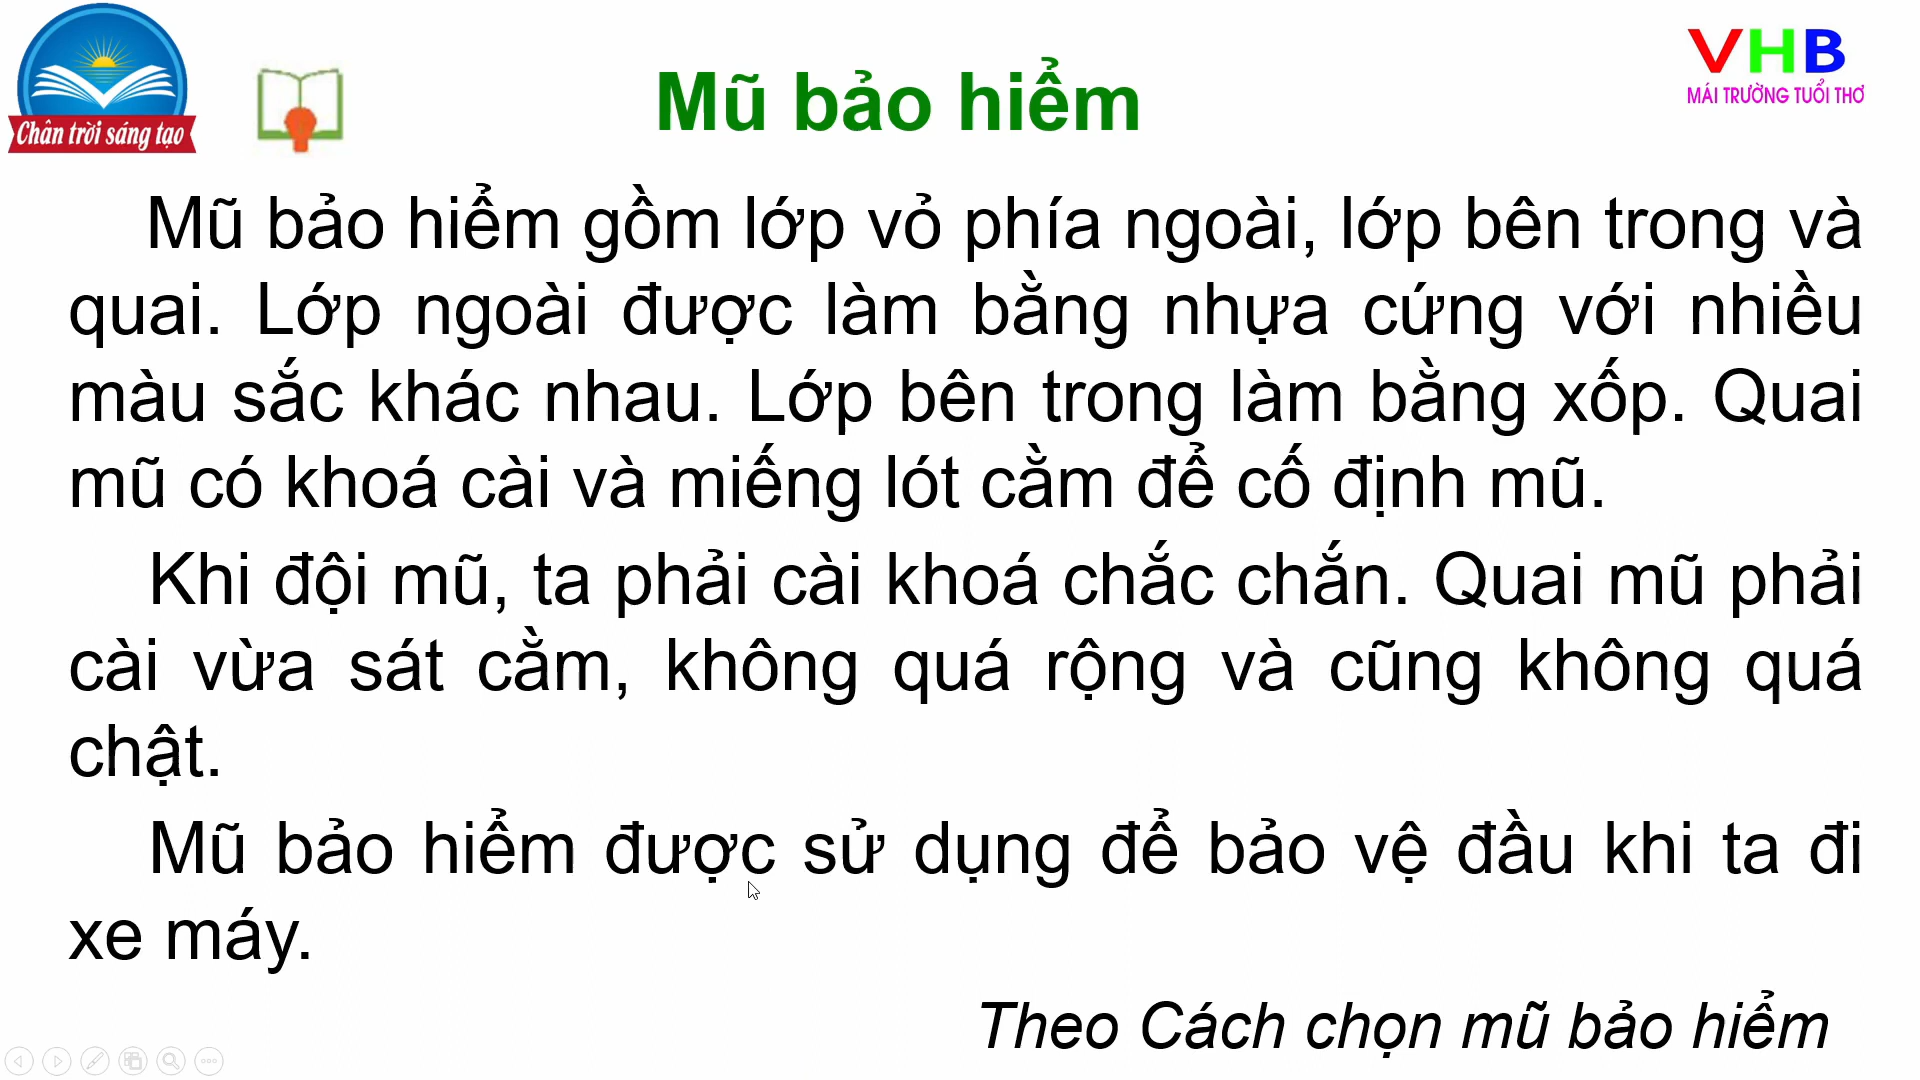 Chân trời sáng tạo
VHB
MÁI TRƯỜNG TUỔI THƠ
Mũ bảo hiểm
Mũ bảo hiểm gồm lớp vỏ phía ngoài, lớp bên trong và
quai. Lớp ngoài được làm bằng nhựa cứng với nhiều
màu sắc khác nhau. Lớp bên trong làm bằng xốp. Quai
mũ có khoá cài và miếng lót cằm để cố định mũ.
Khi đội mũ, ta phải cài khoá chắc chắn. Quai mũ phải
cài vừa sát cằm, không quá rộng và cũng không quá
chật.
Mũ bảo hiểm được sử dụng để bảo vệ đầu khi ta đi
xe máy.
Theo Cách chọn mũ bảo hiểm